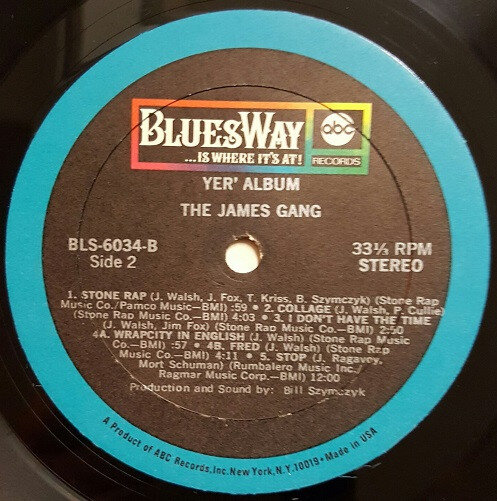 BLUESWAY
...IS WHERE IT'S AT!
abc
RECORDS
YER' ALBUM
THE JAMES GANG
BLS-6034-B
Side 2
33⅓ RPM
STEREO
1. STONE RAP (J. Walsh, J. Fox, T. Kriss, B. Szymczyk) (Stone Rap
Music Co./Pamco Music—BMI) :59 • 2. COLLAGE (J. Walsh, P. Cullie)
(Stone Rap Music Co.—BMI) 4:03 • 3. I DON'T HAVE THE TIME
(J. Walsh, Jim Fox) (Stone Rap Music Co.—BMI) 2:50
4A. WRAPCITY IN ENGLISH (J. Walsh) (Stone Rap Music
Co.—BMI) :57 • 4B. FRED (J. Walsh) (Stone Rap
Music Co.—BMI) 4:11 • 5. STOP (J. Ragavoy,
Mort Schuman) (Rumbalero Music Inc./
Ragmar Music Corp.—BMI) 12:00
Production and Sound by: Bill Szymczyk
A Product of ABC Records, Inc. New York, N.Y. 10019 • Made in USA